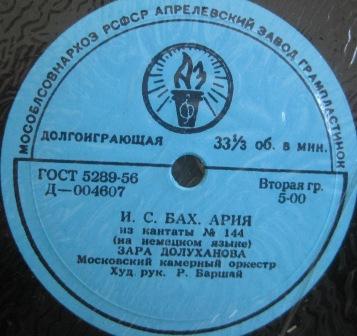 МОСОБЛСОВНАРХОЗ РСФСР АПРЕЛЕВСКИЙ ЗАВОД ГРАМПЛАСТИНОК
АЗ
ДОЛГОИГРАЮЩАЯ 33⅓ об. в мин.
ГОСТ 5289-56 Вторая гр.
Д—004607 5-00
И. С. БАХ. АРИЯ
из кантаты № 144
(на немецком языке)
ЗАРА ДОЛУХАНОВА
Московский камерный оркестр
Худ. рук. Р. Баршай